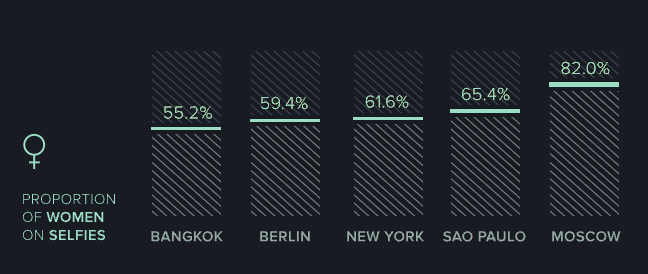 55.2%
59.4%
61.6%
65.4%
82.0%
PROPORTION
OF WOMEN
ON SELFIES
BANGKOK
BERLIN
NEW YORK
SAO PAULO
MOSCOW